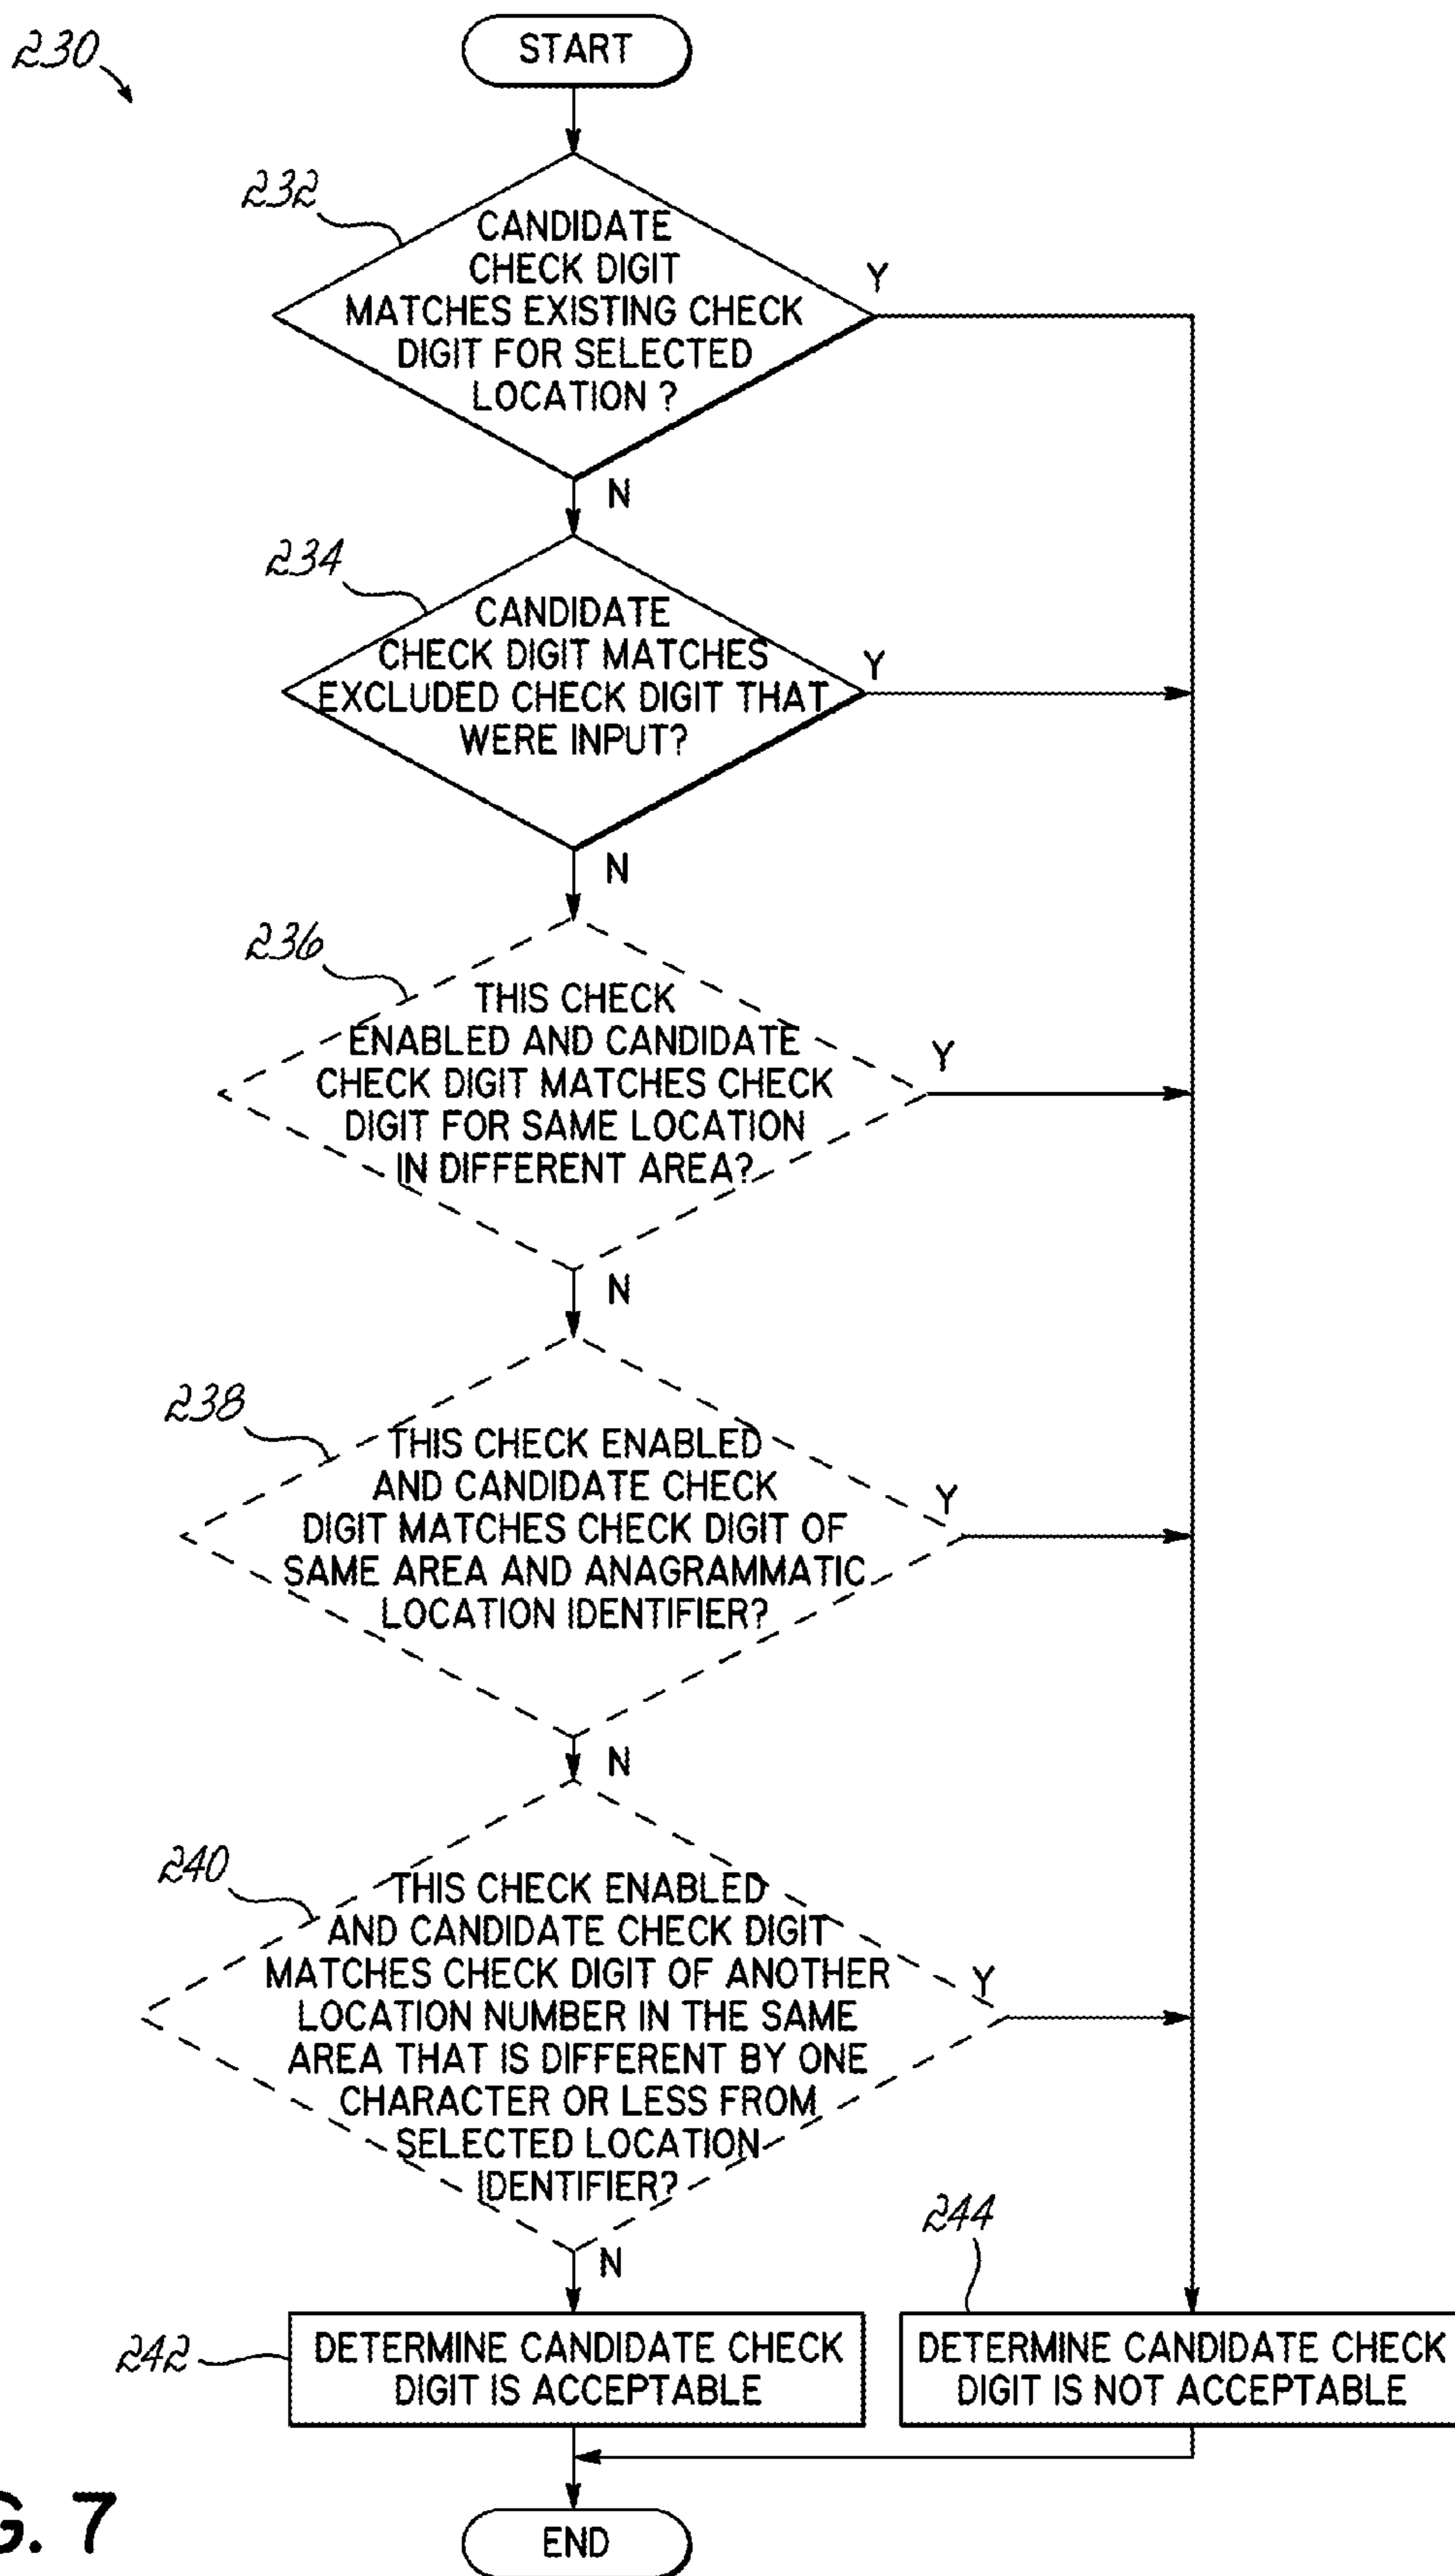 230
START
232
CANDIDATE
CHECK DIGIT
MATCHES EXISTING CHECK
DIGIT FOR SELECTED
LOCATION ?
Y
N
234
CANDIDATE
CHECK DIGIT MATCHES
EXCLUDED CHECK DIGIT THAT
WERE INPUT?
Y
N
236
THIS CHECK
ENABLED AND CANDIDATE
CHECK DIGIT MATCHES CHECK
DIGIT FOR SAME LOCATION
IN DIFFERENT AREA?
Y
N
238
THIS CHECK ENABLED
AND CANDIDATE CHECK
DIGIT MATCHES CHECK DIGIT OF
SAME AREA AND ANAGRAMMATIC
LOCATION IDENTIFIER?
Y
N
240
THIS CHECK ENABLED
AND CANDIDATE CHECK DIGIT
MATCHES CHECK DIGIT OF ANOTHER
LOCATION NUMBER IN THE SAME
AREA THAT IS DIFFERENT BY ONE
CHARACTER OR LESS FROM
SELECTED LOCATION
IDENTIFIER?
Y
N
242
DETERMINE CANDIDATE CHECK
DIGIT IS ACCEPTABLE
244
DETERMINE CANDIDATE CHECK
DIGIT IS NOT ACCEPTABLE
END
G. 7